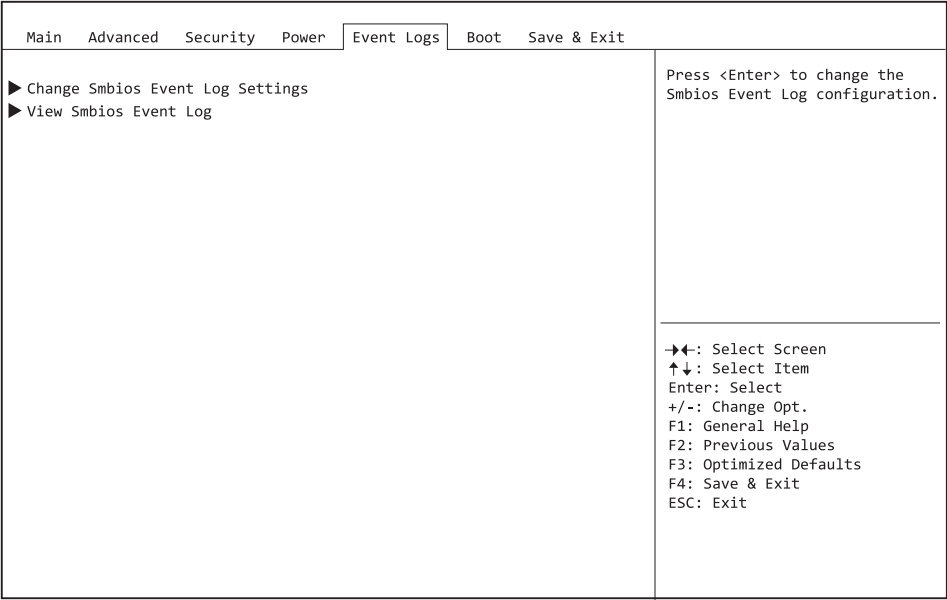 Main Advanced Security Power Event Logs Boot Save & Exit
▶ Change Smbios Event Log Settings
▶ View Smbios Event Log
Press <Enter> to change the
Smbios Event Log configuration.
→←: Select Screen
↑↓: Select Item
Enter: Select
+/-: Change Opt.
F1: General Help
F2: Previous Values
F3: Optimized Defaults
F4: Save & Exit
ESC: Exit